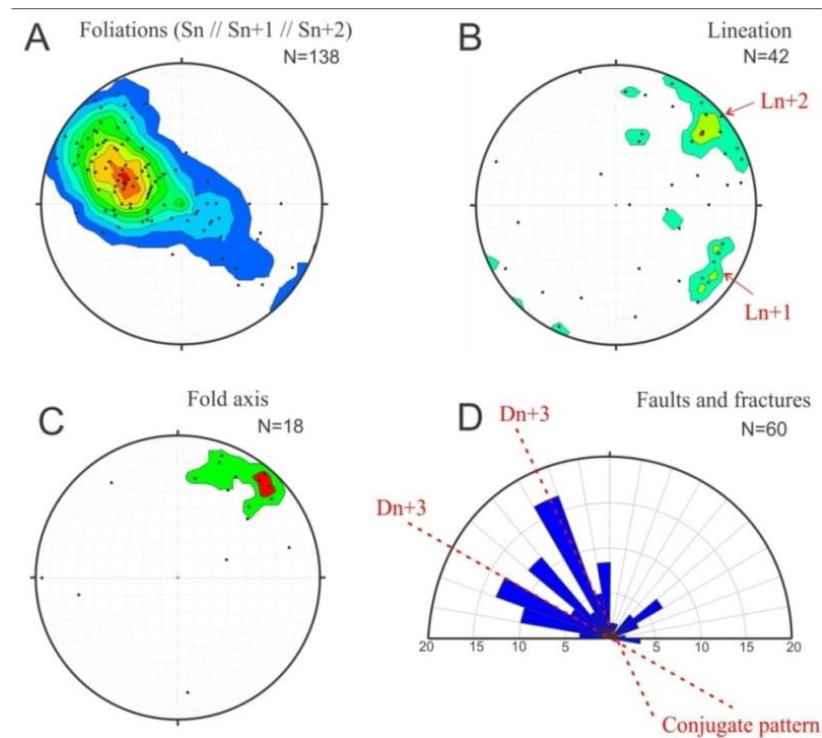 A
Foliations (Sn // Sn+1 // Sn+2)
N=138
B
Lineation
N=42
Ln+2
Ln+1
C
Fold axis
N=18
D
Faults and fractures
N=60
Dn+3
Dn+3
20 15 10 5 5 10 15 20
Conjugate pattern